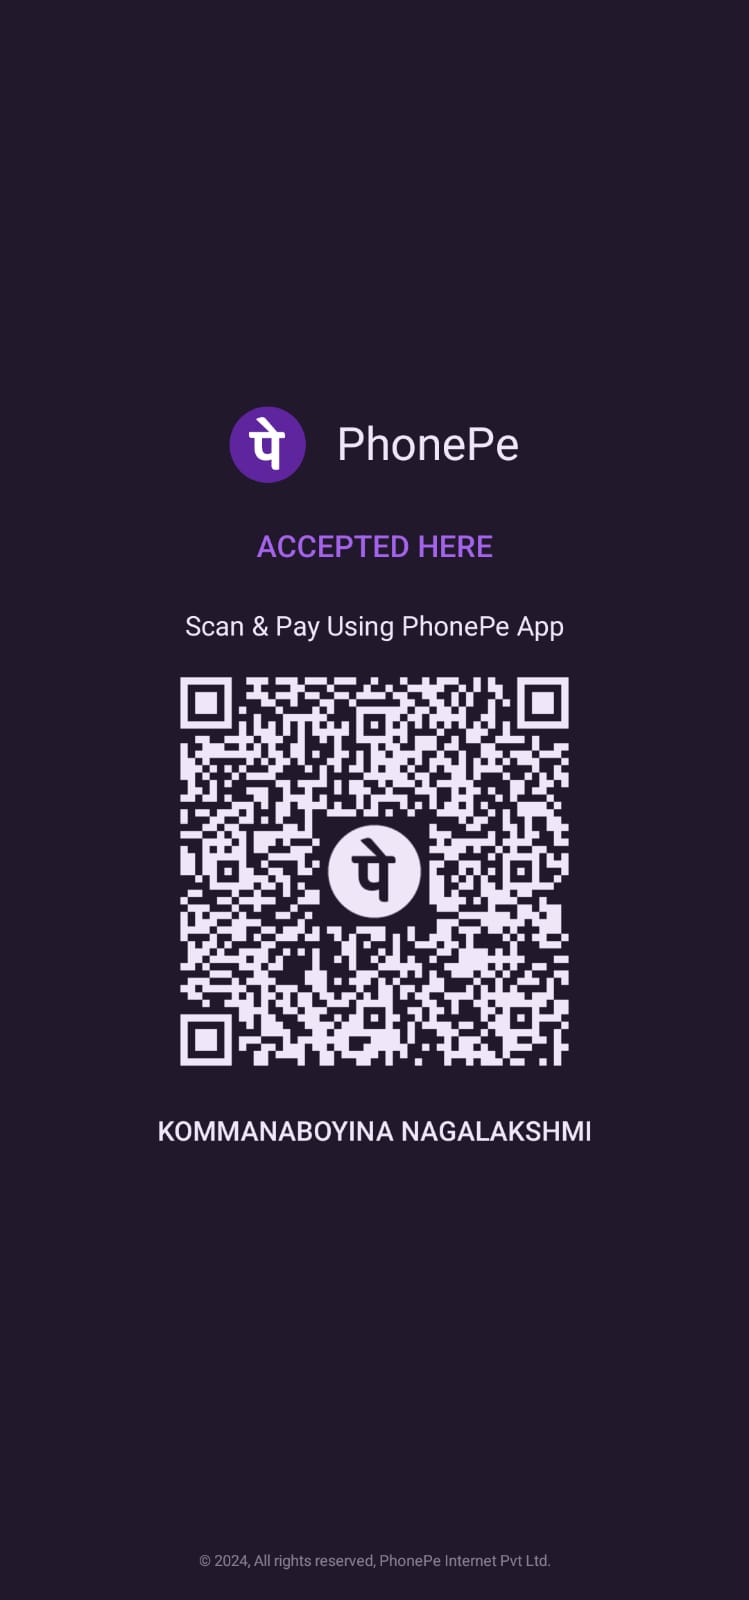 पे PhonePe
ACCEPTED HERE
Scan & Pay Using PhonePe App
पे
KOMMANABOYINA NAGALAKSHMI
© 2024, All rights reserved, PhonePe Internet Pvt Ltd.